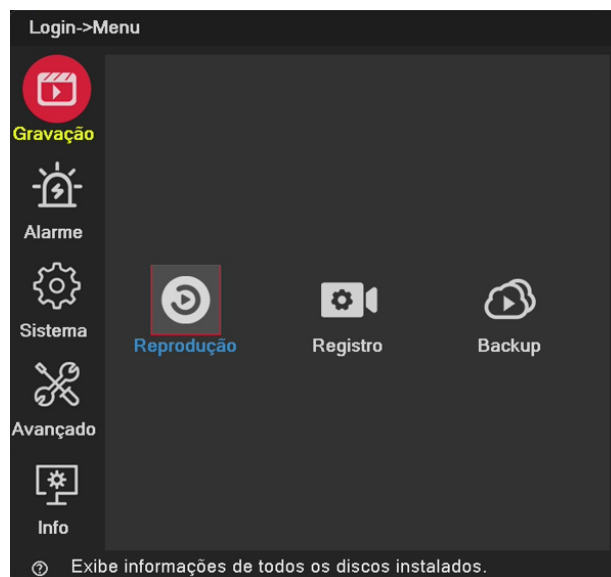 Login->Menu
Gravação
Alarme
Sistema
Reprodução Registro Backup
Avançado
Info
Exibe informações de todos os discos instalados.